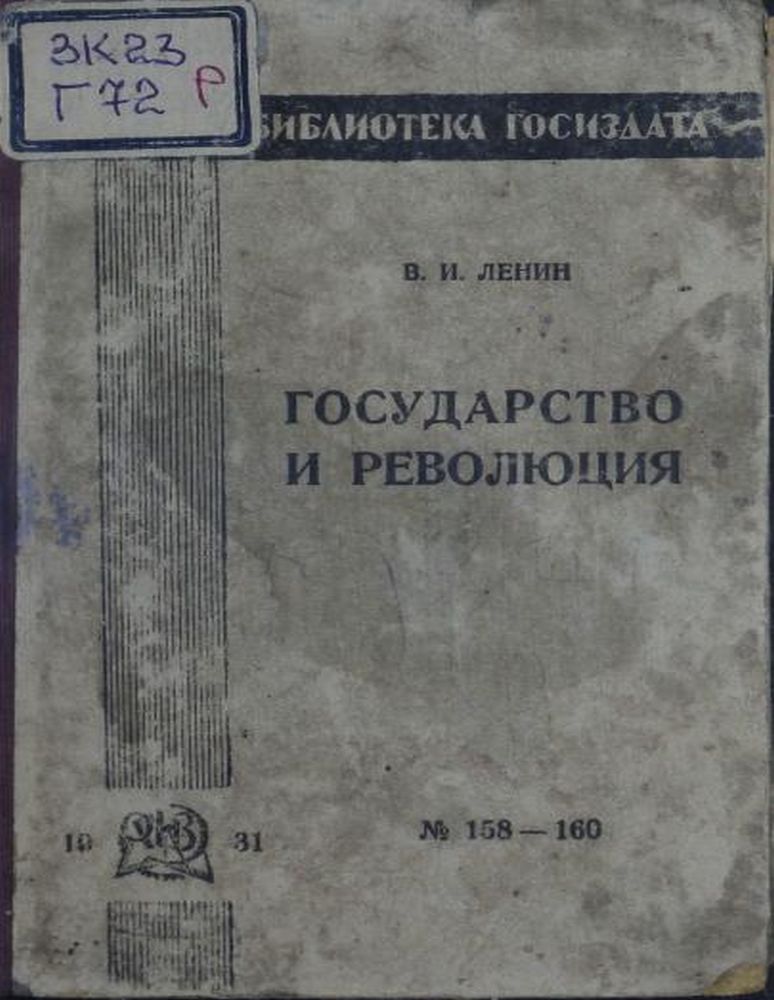 ЗК23
Г72 Р
БИБЛИОТЕКА ГОСИЗДАТА
В. И. ЛЕНИН
ГОСУДАРСТВО
И РЕВОЛЮЦИЯ
№ 158 — 160
19 31